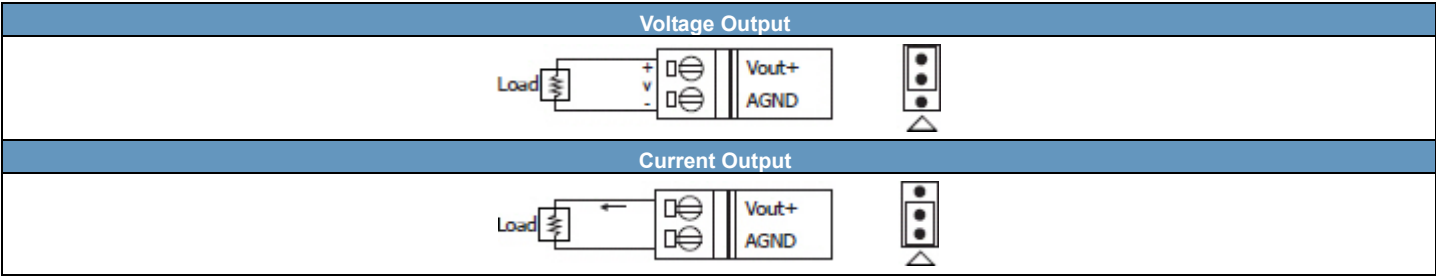 Voltage Output
Load
+
v
-
Vout+
AGND
Current Output
Load
Vout+
AGND